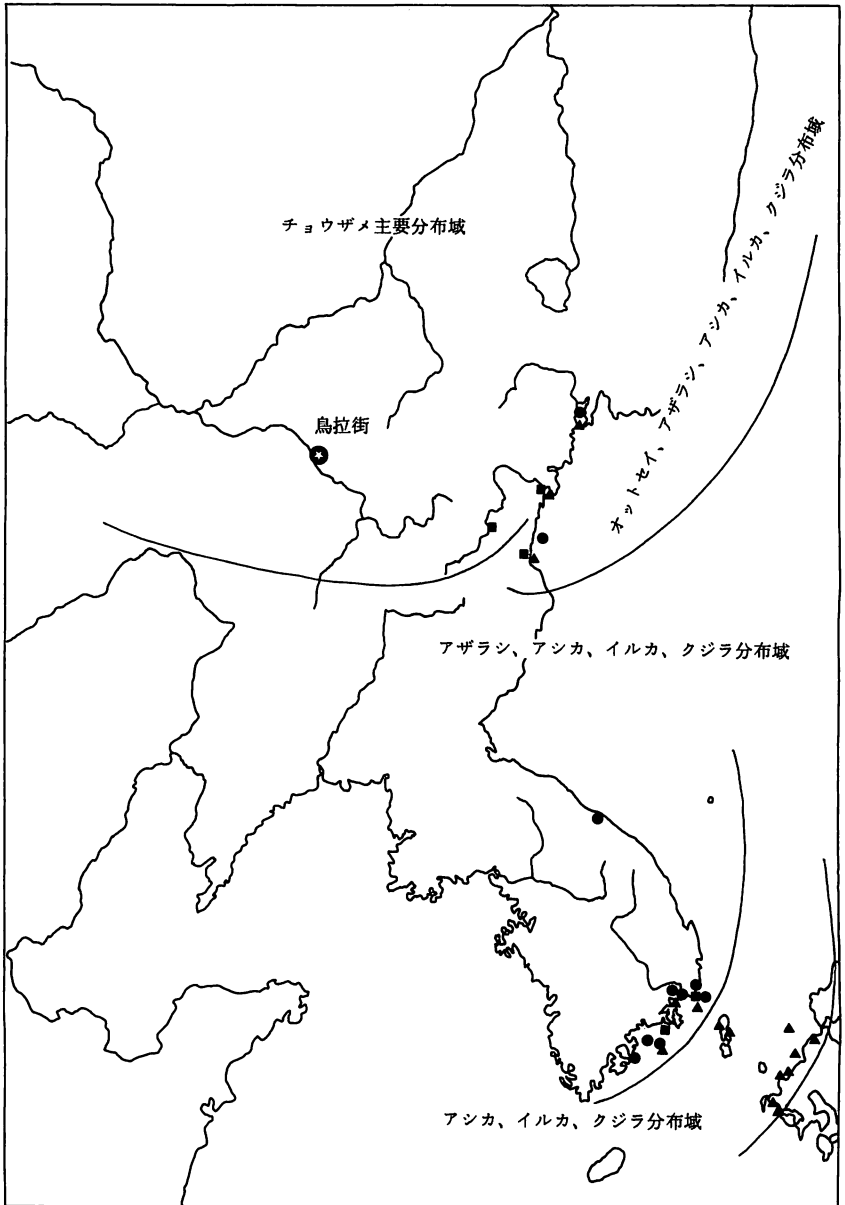 チョウザメ主要分布域
オットセイ、アザラシ、アシカ、イルカ、クジラ分布域
烏拉街
アザラシ、アシカ、イルカ、クジラ分布域
アシカ、イルカ、クジラ分布域